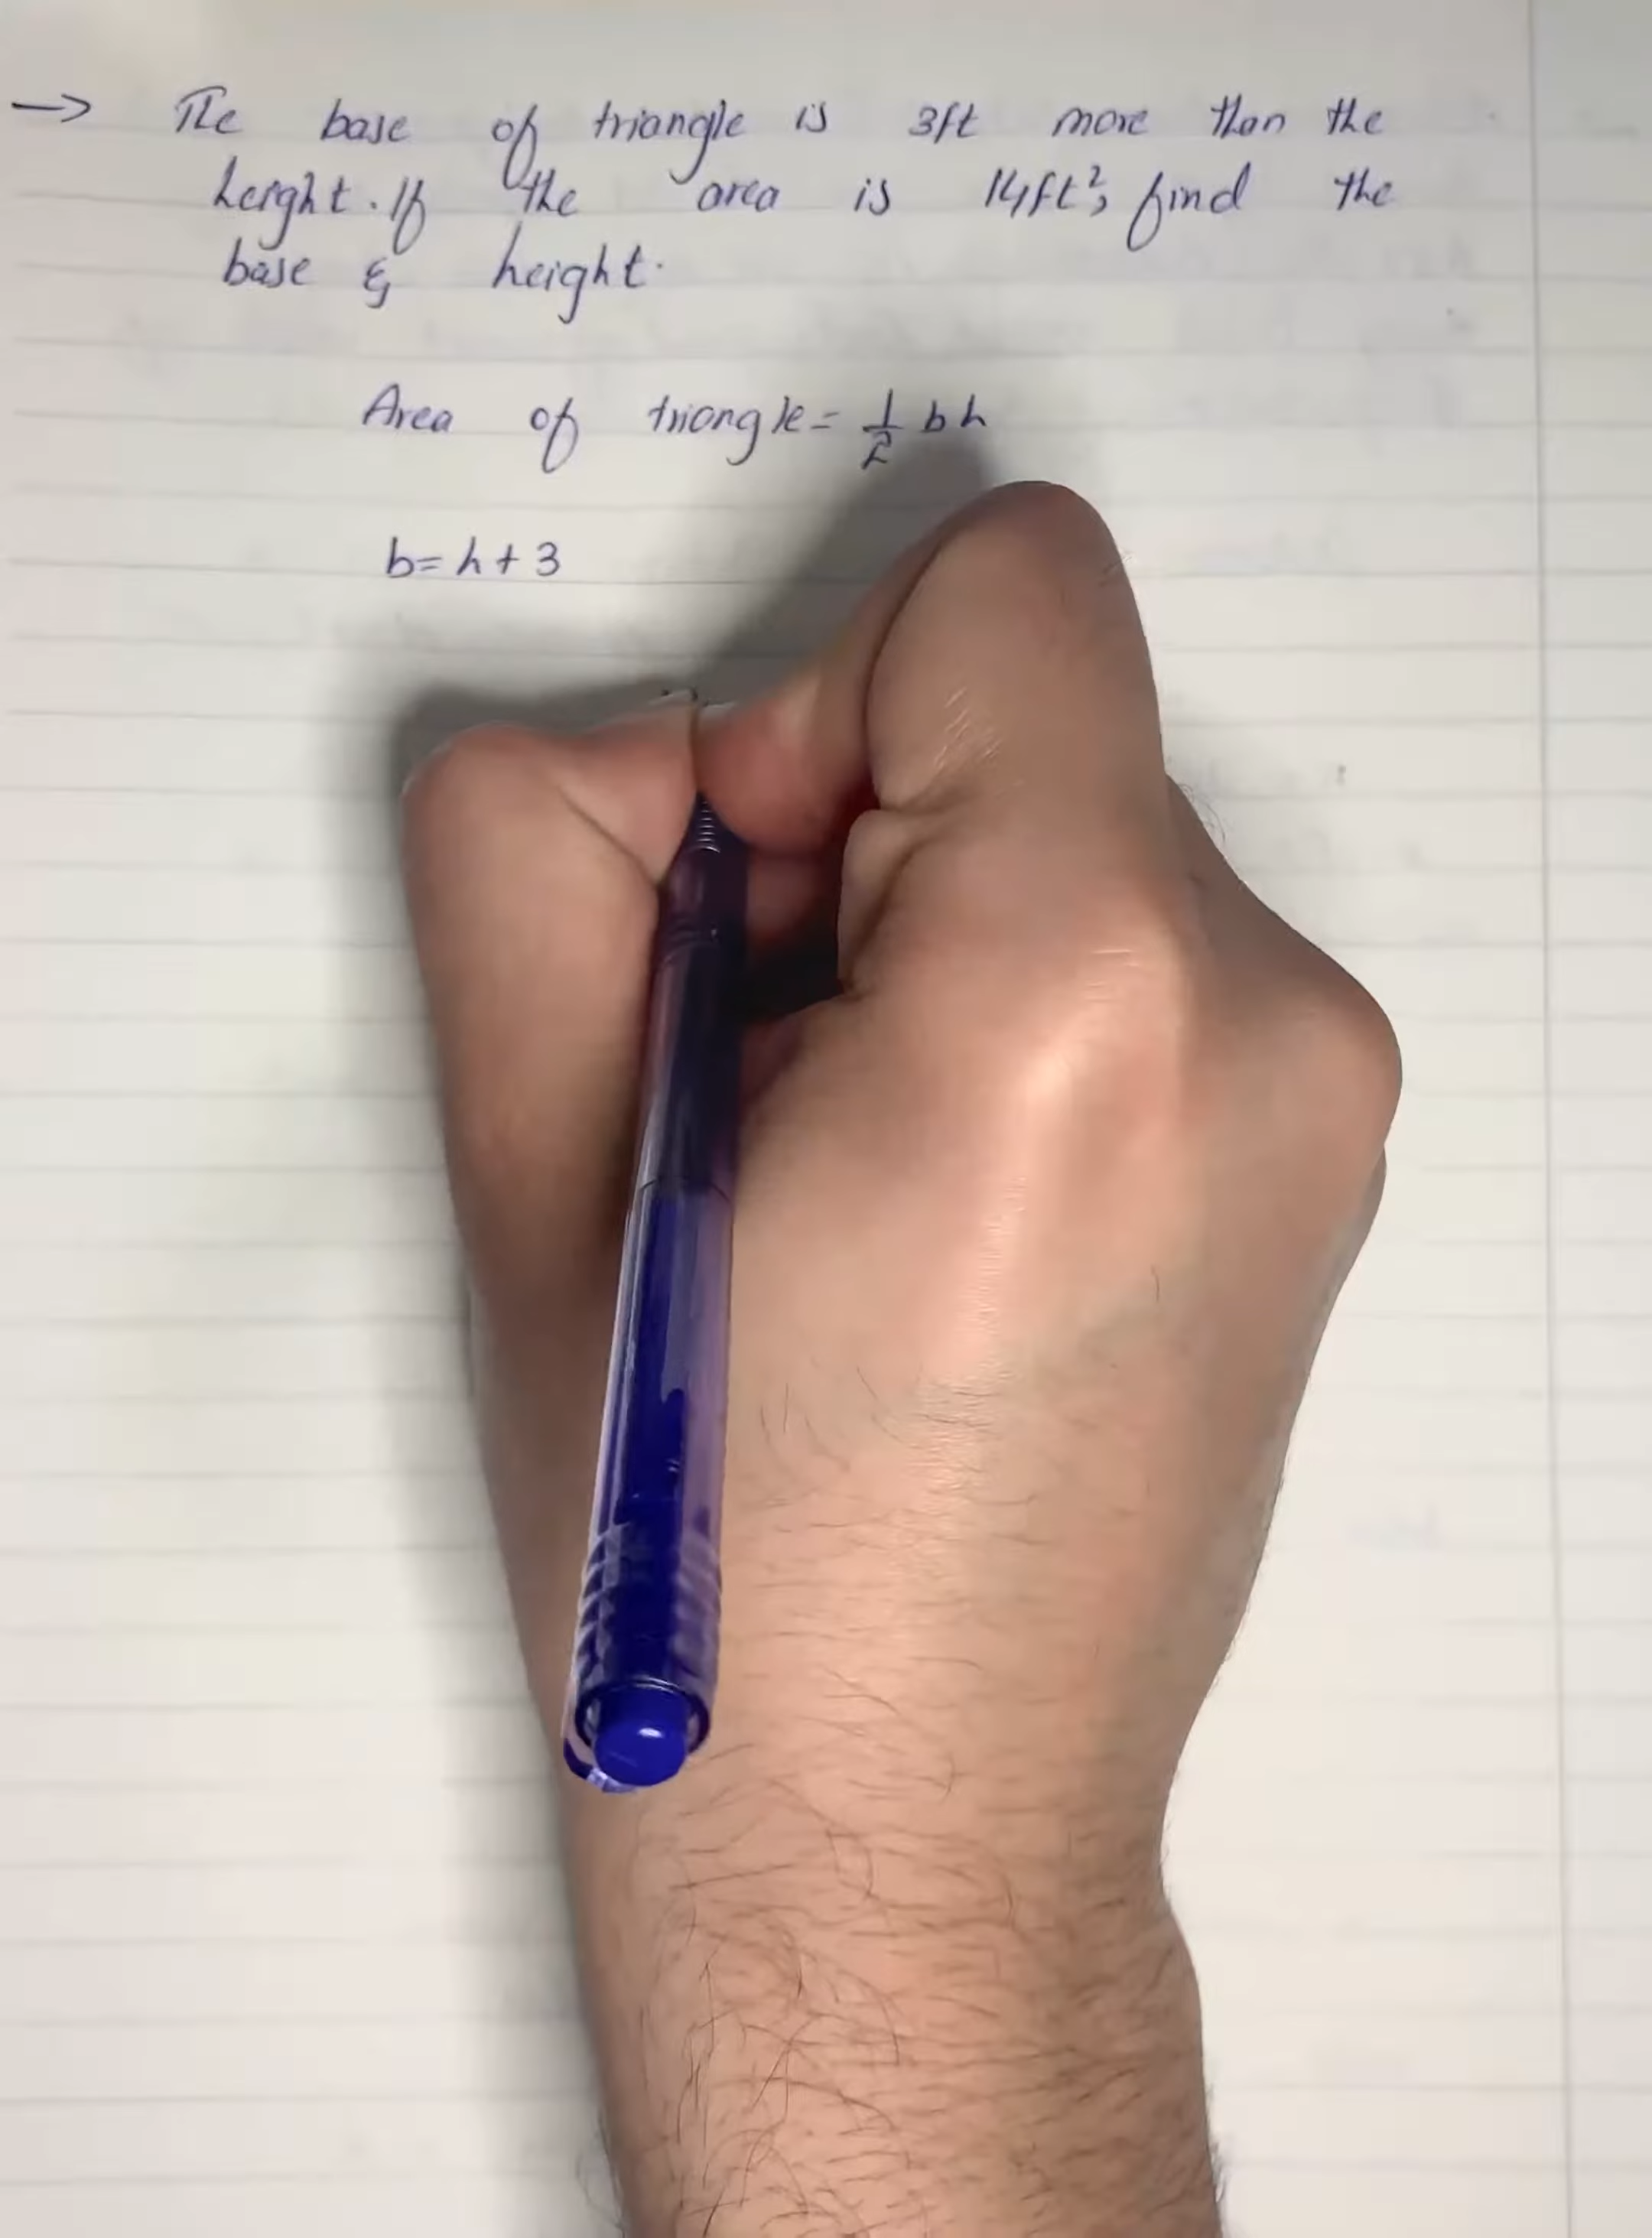 → The base of triangle is 3ft more than the
height. If the area is 14ft², find the
base & height.
Area of triangle = 1/2 bh
b = h + 3